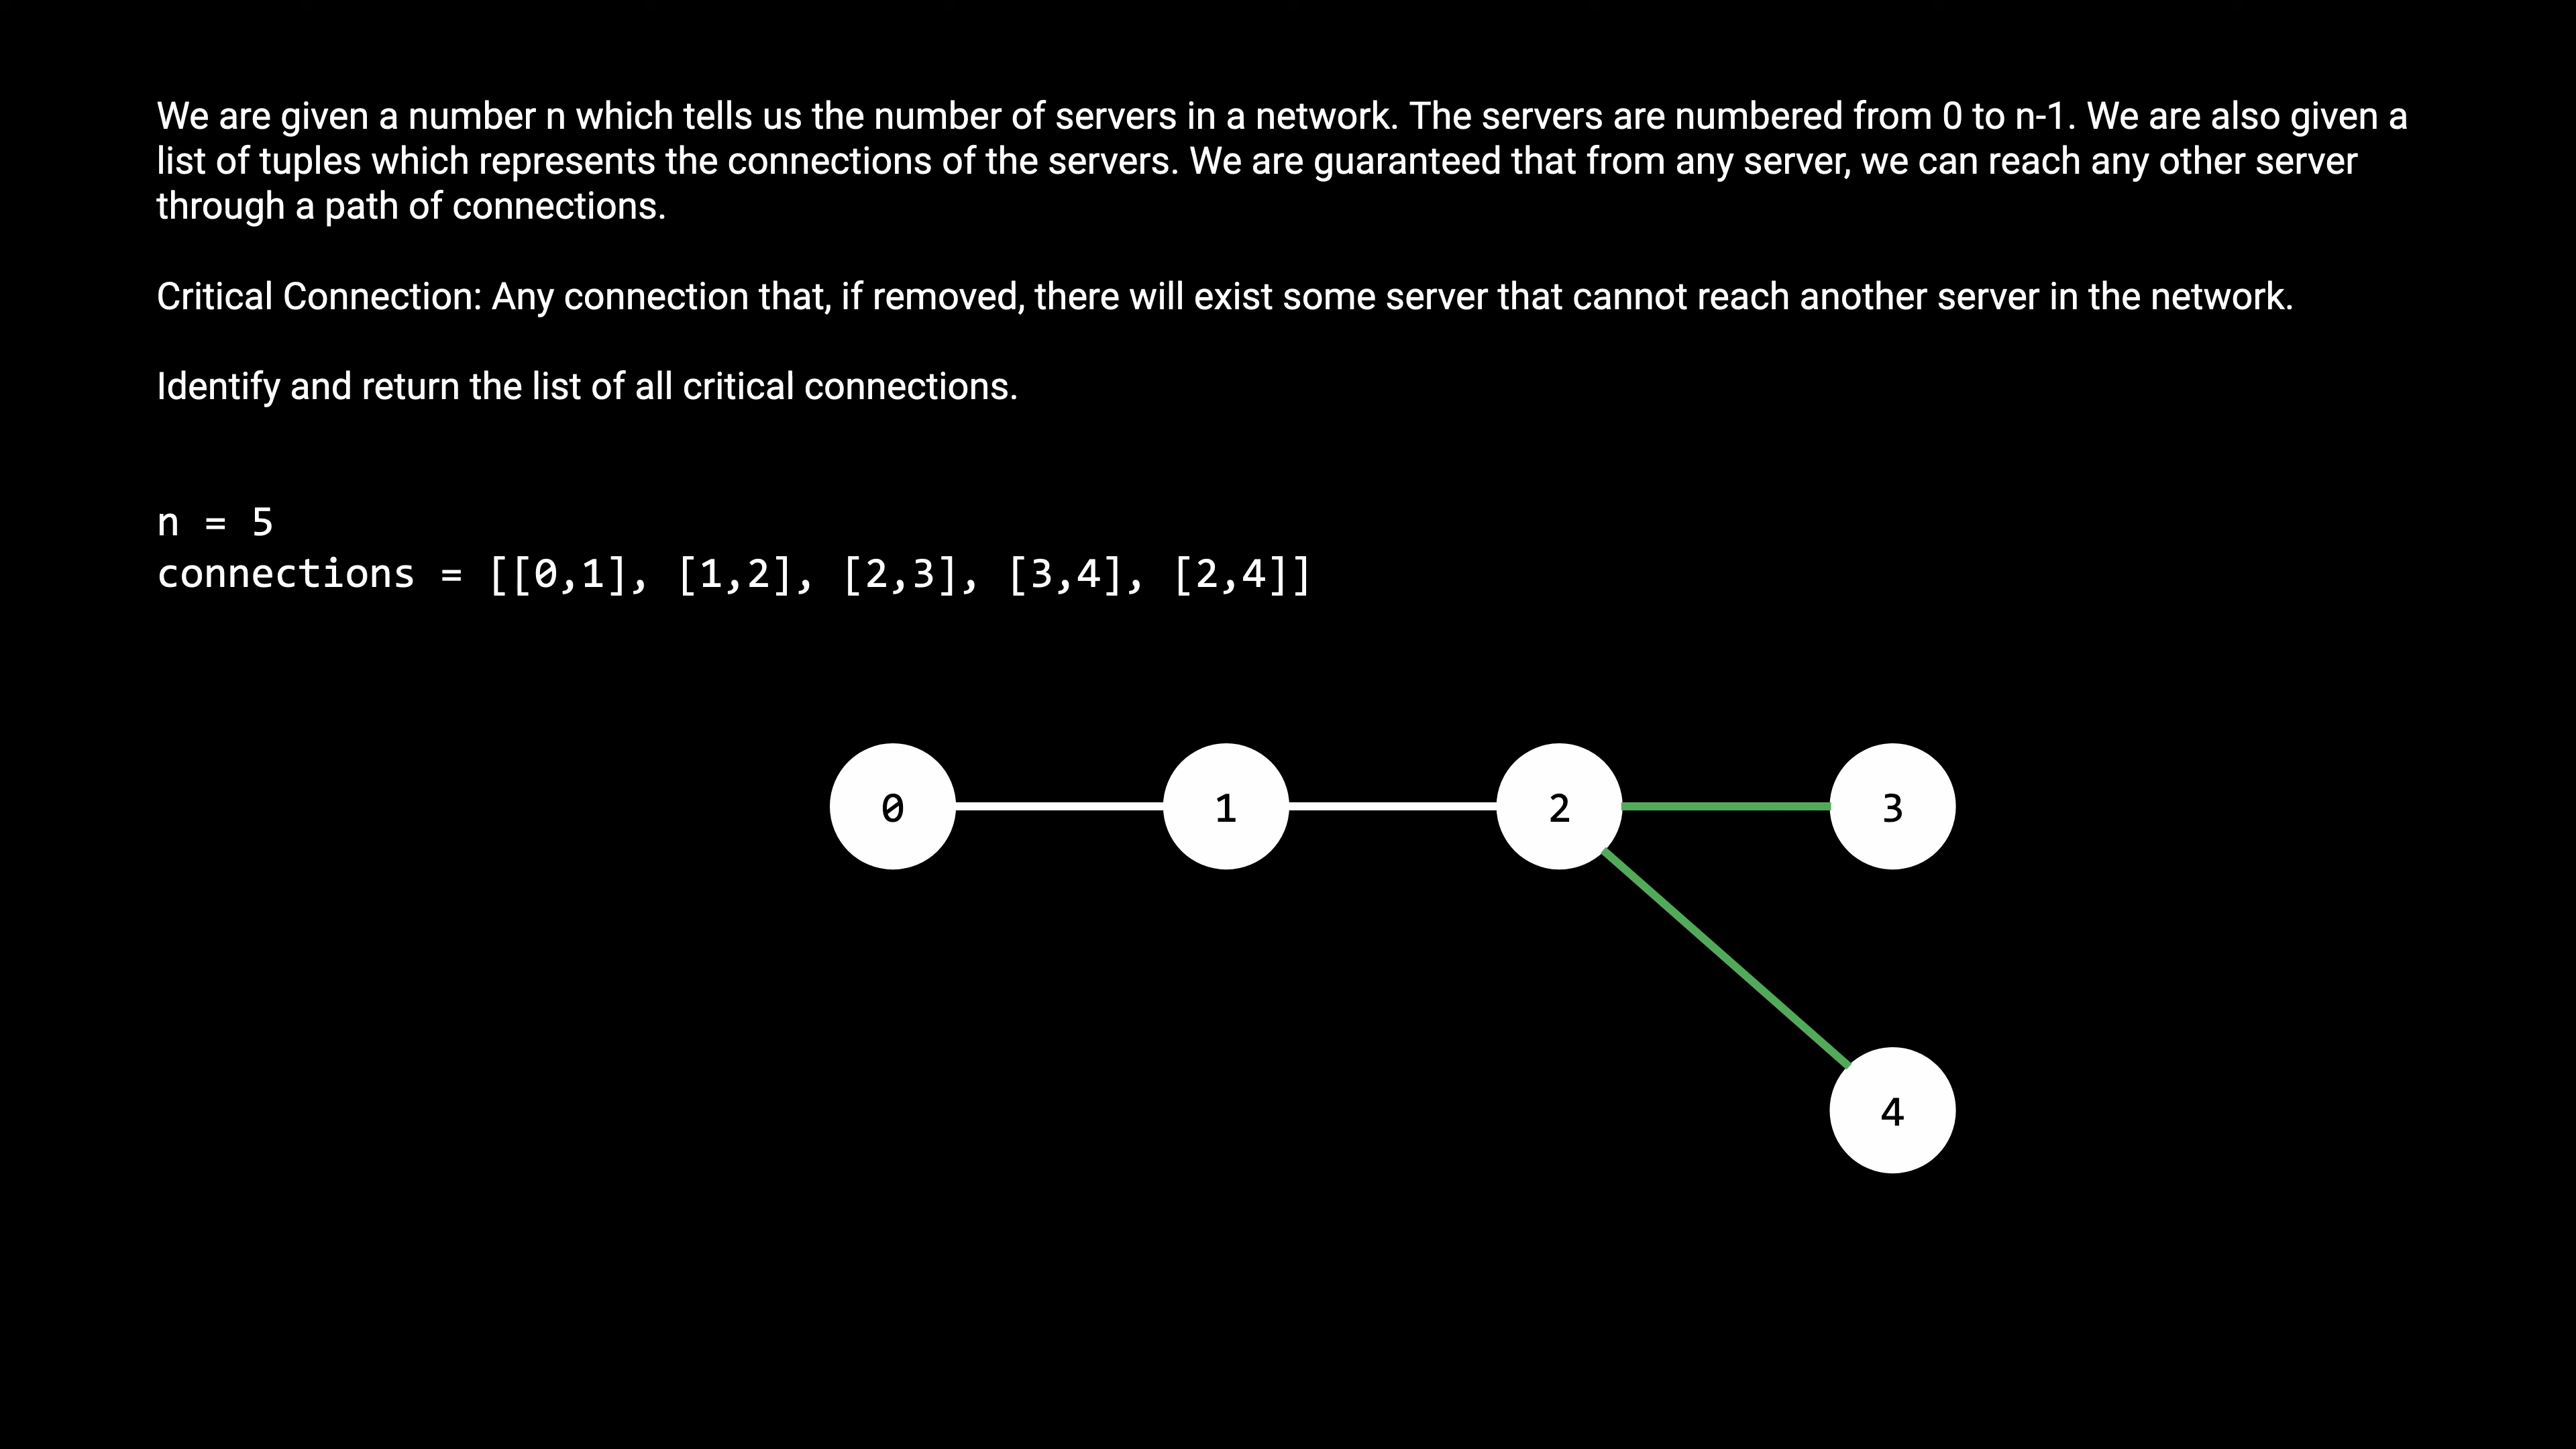 We are given a number n which tells us the number of servers in a network. The servers are numbered from 0 to n-1. We are also given a
list of tuples which represents the connections of the servers. We are guaranteed that from any server, we can reach any other server
through a path of connections.
Critical Connection: Any connection that, if removed, there will exist some server that cannot reach another server in the network.
Identify and return the list of all critical connections.
n = 5
connections = [[0,1], [1,2], [2,3], [3,4], [2,4]]
0 1 2 3
4